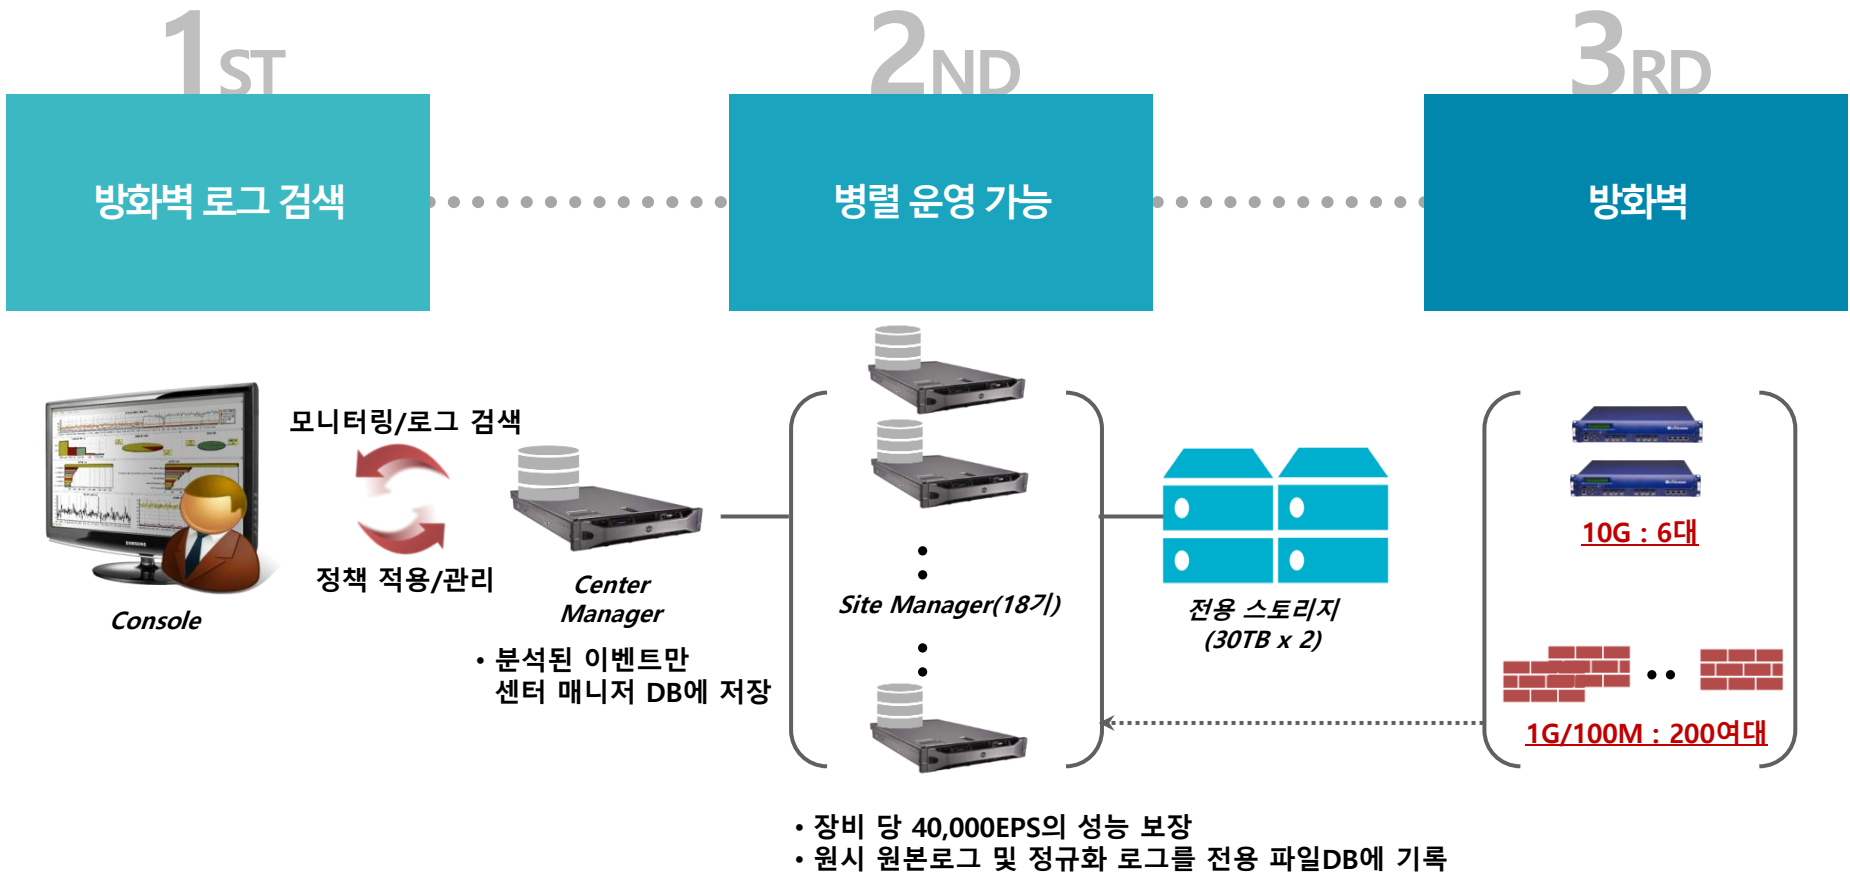 1ST
2ND
3RD
방화벽 로그 검색
병렬 운영 가능
방화벽
모니터링/로그 검색
정책 적용/관리
Console
Center
Manager
• 분석된 이벤트만
센터 매니저 DB에 저장
Site Manager(18기)
전용 스토리지
(30TB x 2)
10G : 6대
1G/100M : 200여대
• 장비 당 40,000EPS의 성능 보장
• 원시 원본로그 및 정규화 로그를 전용 파일DB에 기록
SAMSUNG